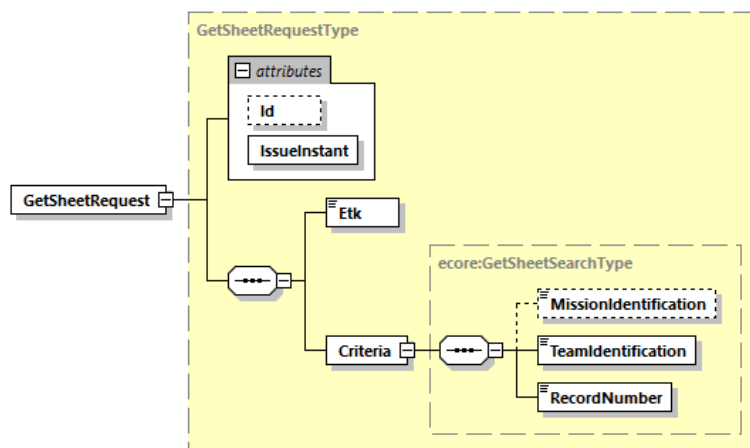 GetSheetRequestType
attributes
Id
IssueInstant
GetSheetRequest
Etk
ecore:GetSheetSearchType
MissionIdentification
Criteria
TeamIdentification
RecordNumber